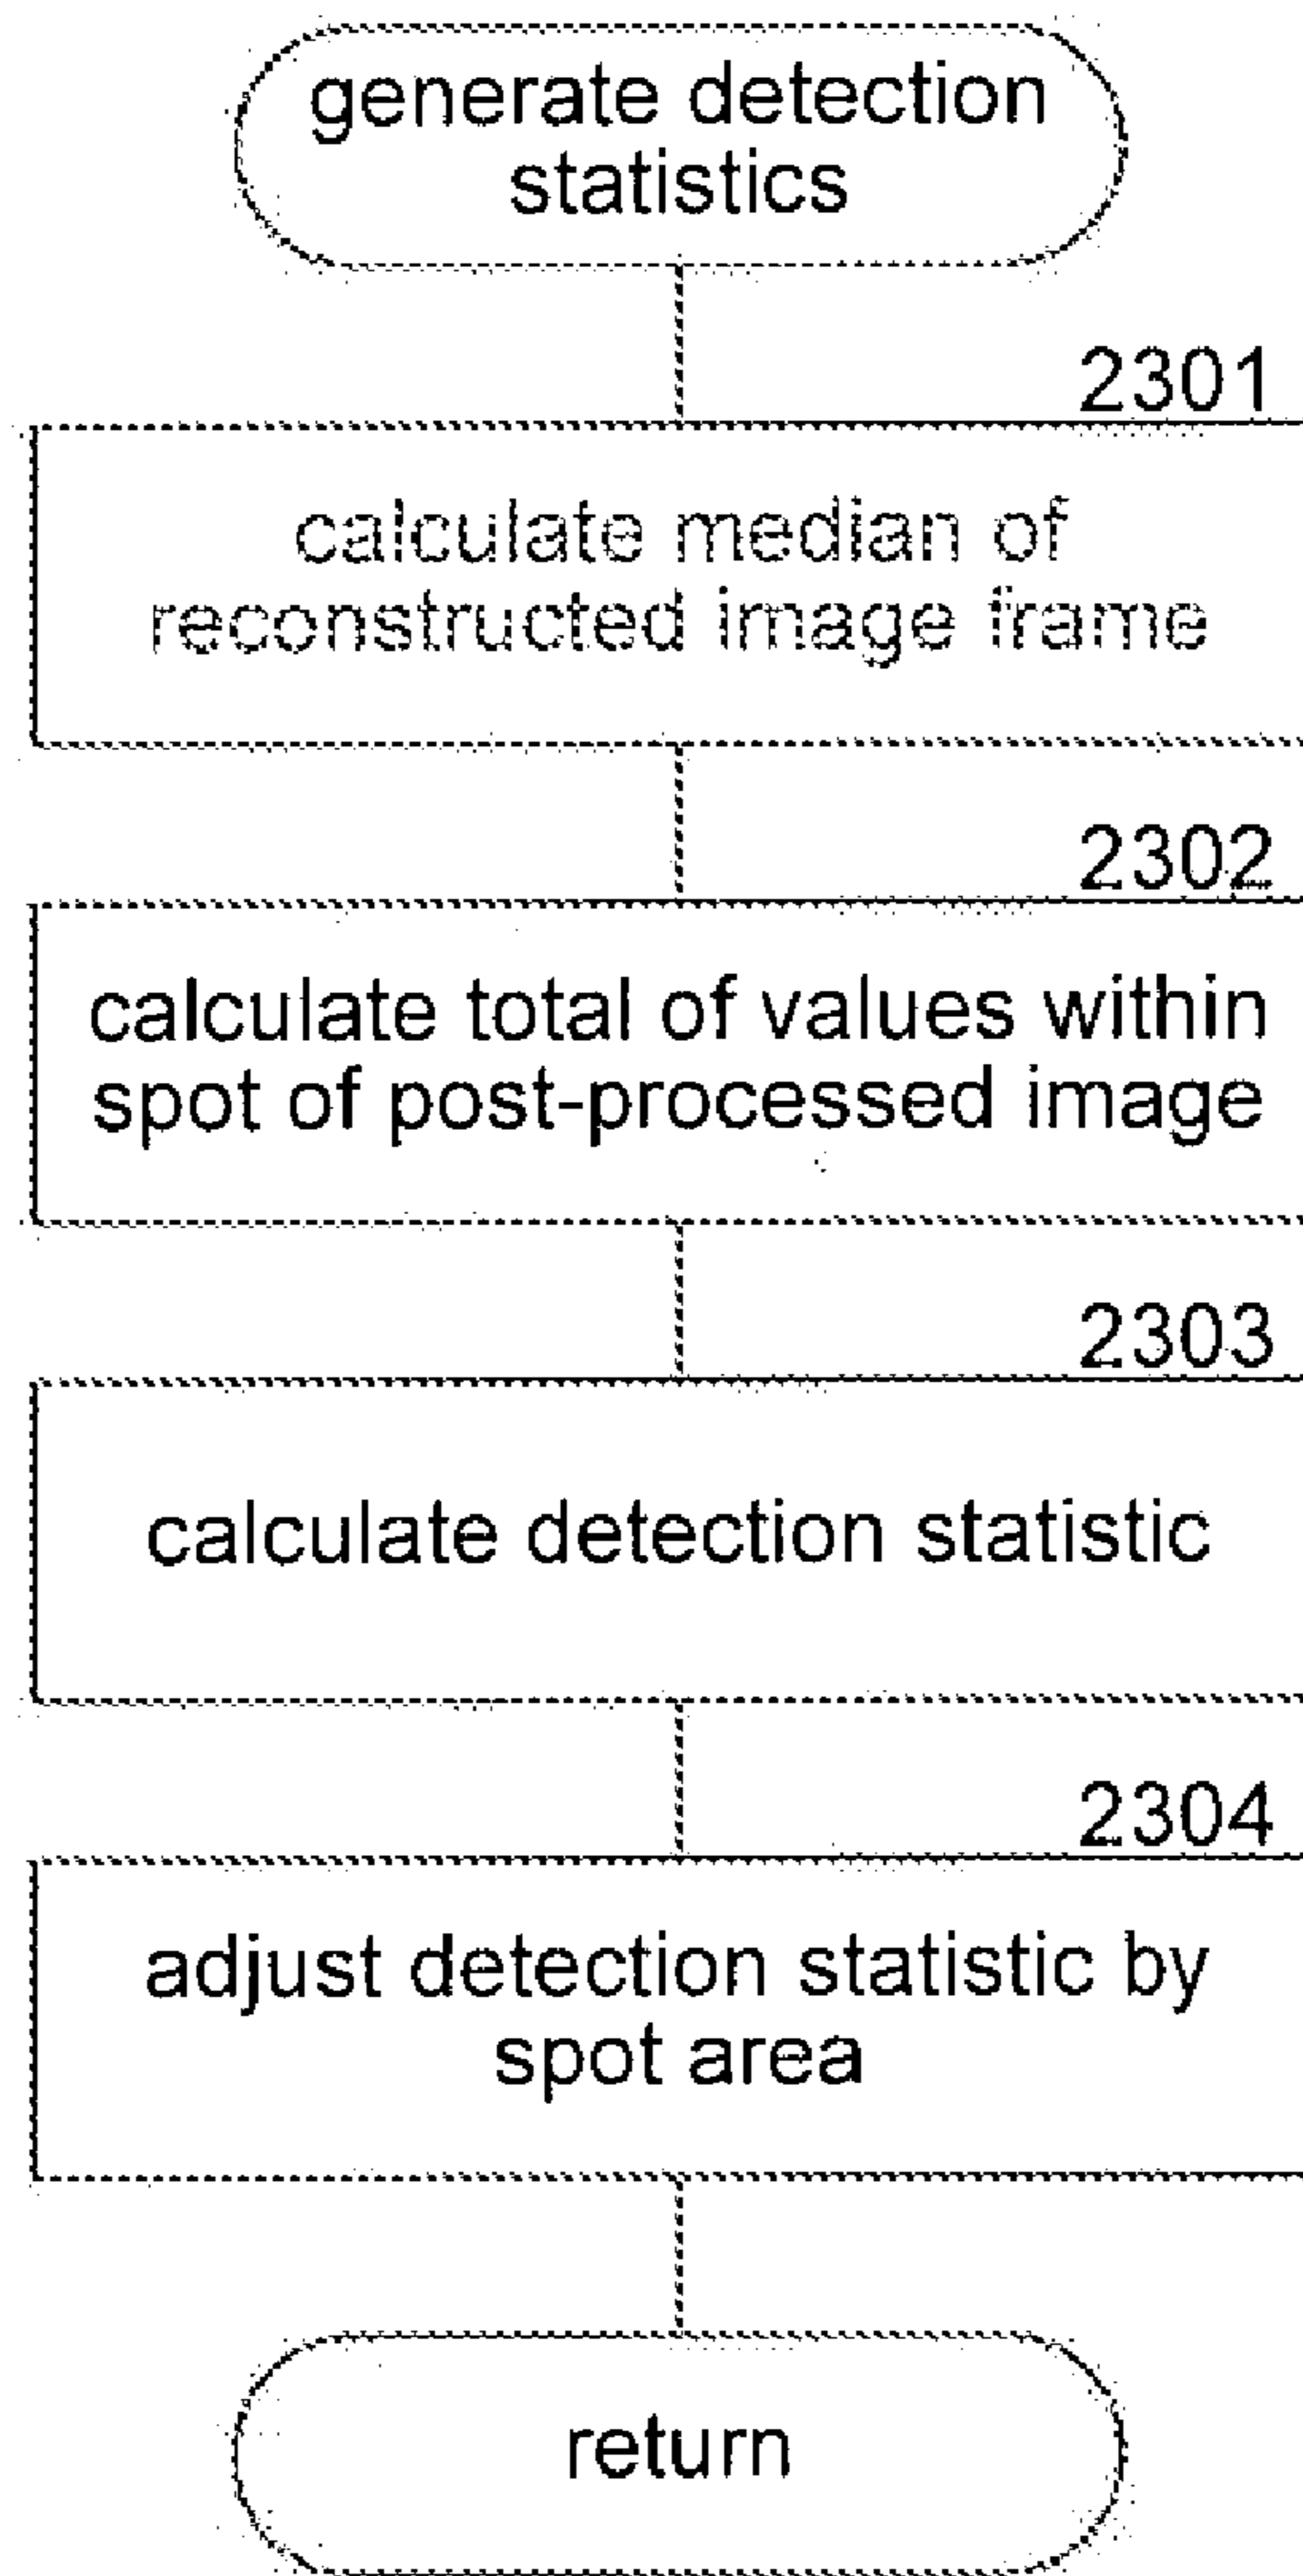 generate detection
statistics
2301
calculate median of
reconstructed image frame
2302
calculate total of values within
spot of post-processed image
2303
calculate detection statistic
2304
adjust detection statistic by
spot area
return